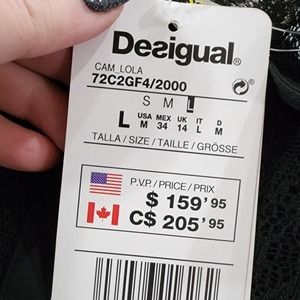 Desigual®
CAM_LOLA
72C2GF4/2000
S M L
L USA M MEX 34 UK 14 IT L D M
TALLA / SIZE / TAILLE / GRÖSSE
P.V.P. / PRICE / PRIX
$ 159'95
C$ 205'95